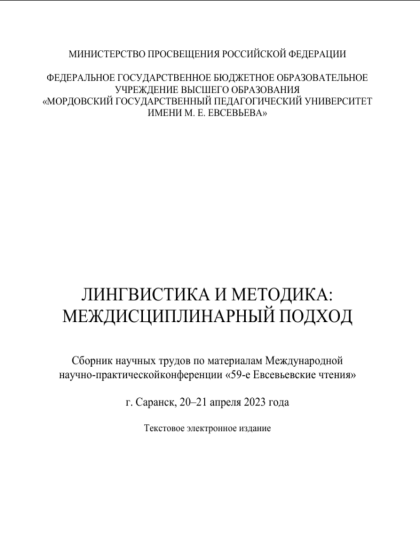 МИНИСТЕРСТВО ПРОСВЕЩЕНИЯ РОССИЙСКОЙ ФЕДЕРАЦИИ
ФЕДЕРАЛЬНОЕ ГОСУДАРСТВЕННОЕ БЮДЖЕТНОЕ ОБРАЗОВАТЕЛЬНОЕ
УЧРЕЖДЕНИЕ ВЫСШЕГО ОБРАЗОВАНИЯ
«МОРДОВСКИЙ ГОСУДАРСТВЕННЫЙ ПЕДАГОГИЧЕСКИЙ УНИВЕРСИТЕТ
ИМЕНИ М. Е. ЕВСЕВЬЕВА»
ЛИНГВИСТИКА И МЕТОДИКА:
МЕЖДИСЦИПЛИНАРНЫЙ ПОДХОД
Сборник научных трудов по материалам Международной
научно-практическойконференции «59-е Евсевьевские чтения»
г. Саранск, 20–21 апреля 2023 года
Текстовое электронное издание